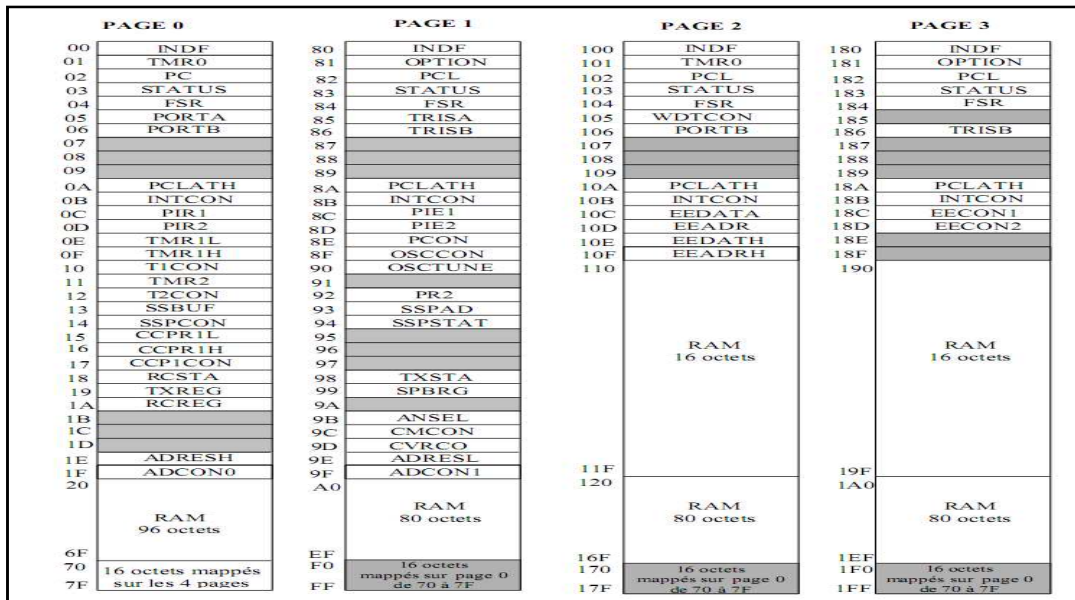 PAGE 0
00 INDF
01 TMR0
02 PC
03 STATUS
04 FSR
05 PORTA
06 PORTB
07
08
09
0A PCLATH
0B INTCON
0C PIR1
0D PIR2
0E TMR1L
0F TMR1H
10 T1CON
11 TMR2
12 T2CON
13 SSBUF
14 SSPCON
15 CCPR1L
16 CCPR1H
17 CCP1CON
18 RCSTA
19 TXREG
1A RCREG
1B
1C
1D
1E ADRESH
1F ADCON0
20
RAM
96 octets
6F
70
16 octets mappés
sur les 4 pages
7F
PAGE 1
80 INDF
81 OPTION
82 PCL
83 STATUS
84 FSR
85 TRISA
86 TRISB
87
88
89
8A PCLATH
8B INTCON
8C PIE1
8D PIE2
8E PCON
8F OSCCON
90 OSCTUNE
91
92 PR2
93 SSPAD
94 SSPSTAT
95
96
97
98 TXSTA
99 SPBRG
9A
9B ANSEL
9C CMCON
9D CVRCO
9E ADRESL
9F ADCON1
A0
RAM
80 octets
EF
F0
16 octets
mappés sur page 0
de 70 à 7F
FF
PAGE 2
100 INDF
101 TMR0
102 PCL
103 STATUS
104 FSR
105 WDTCON
106 PORTB
107
108
109
10A PCLATH
10B INTCON
10C EEDATA
10D EEADR
10E EEDATH
10F EEADRH
110
RAM
16 octets
11F
120
RAM
80 octets
16F
170
16 octets
mappés sur page 0
de 70 à 7F
17F
PAGE 3
180 INDF
181 OPTION
182 PCL
183 STATUS
184 FSR
185
186 TRISB
187
188
189
18A PCLATH
18B INTCON
18C EECON1
18D EECON2
18E
18F
190
RAM
16 octets
19F
1A0
RAM
80 octets
1EF
1F0
16 octets
mappés sur page 0
de 70 à 7F
1FF